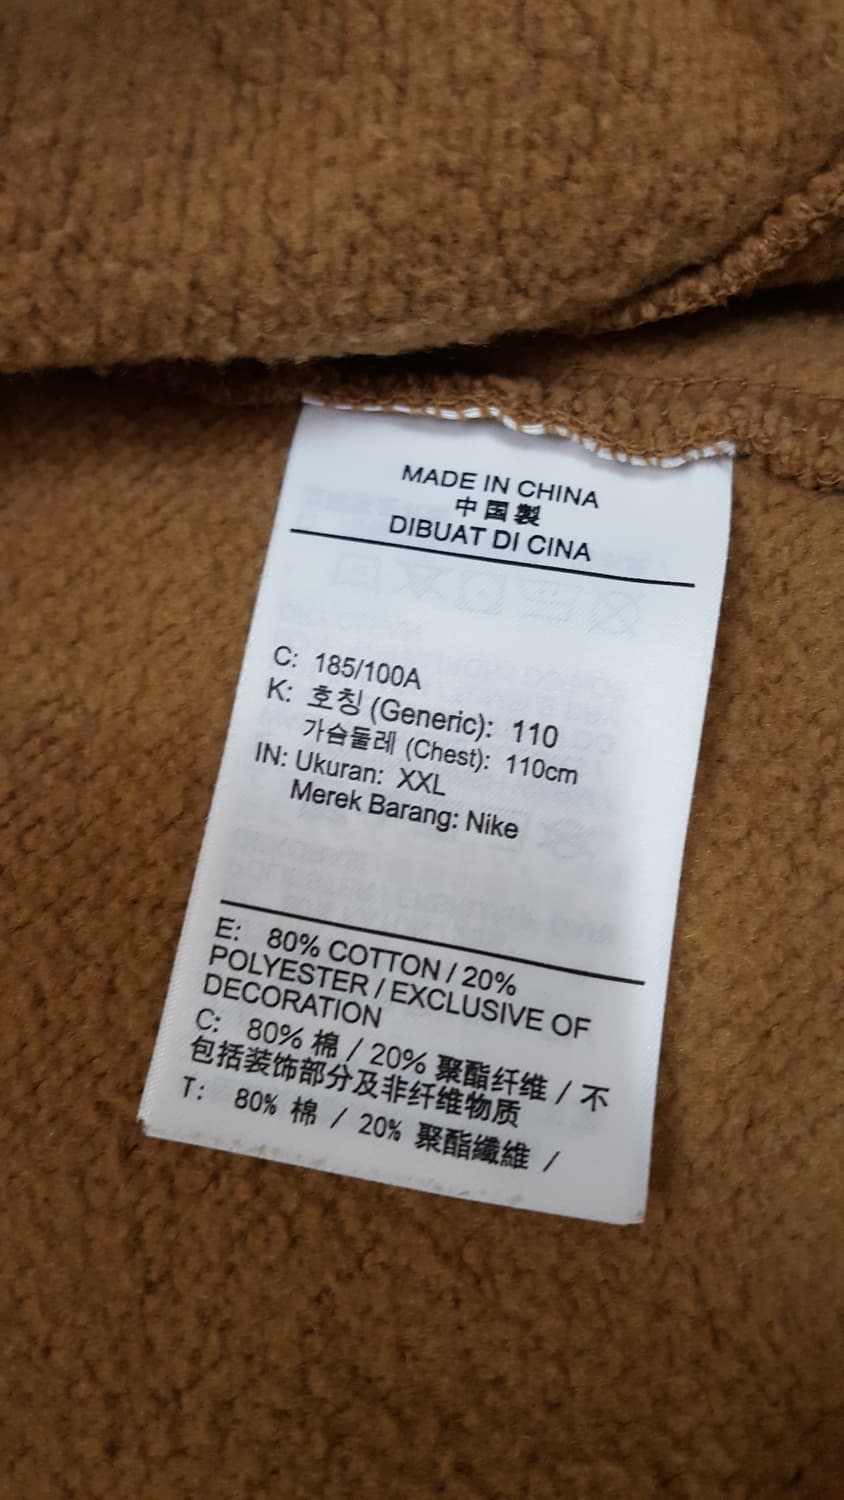 MADE IN CHINA
中国製
DIBUAT DI CINA
C: 185/100A
K: 호칭 (Generic): 110
가슴둘레 (Chest): 110cm
IN: Ukuran: XXL
Merek Barang: Nike
E: 80% COTTON / 20%
POLYESTER / EXCLUSIVE OF
DECORATION
C: 80% 棉 / 20% 聚酯纤维 / 不
包括装饰部分及非纤维物质
T: 80% 棉 / 20% 聚酯纖維 /